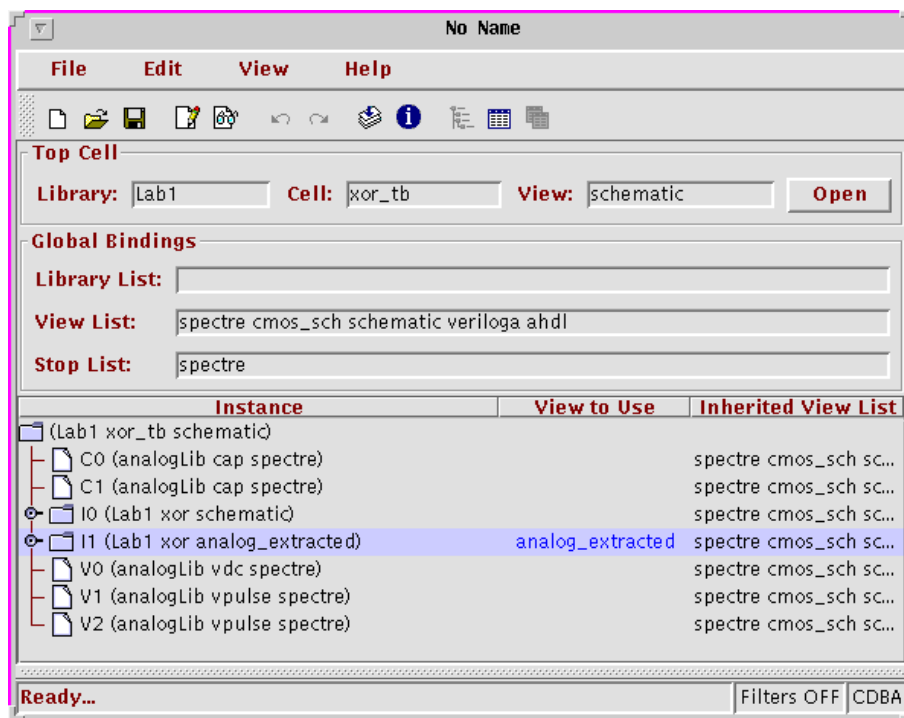 No Name
File Edit View Help
Top Cell
Library: Lab1 Cell: xor_tb View: schematic Open
Global Bindings
Library List:
View List: spectre cmos_sch schematic veriloga ahdl
Stop List: spectre
Instance View to Use Inherited View List
(Lab1 xor_tb schematic)
C0 (analogLib cap spectre) spectre cmos_sch sc...
C1 (analogLib cap spectre) spectre cmos_sch sc...
I0 (Lab1 xor schematic) spectre cmos_sch sc...
I1 (Lab1 xor analog_extracted) analog_extracted spectre cmos_sch sc...
V0 (analogLib vdc spectre) spectre cmos_sch sc...
V1 (analogLib vpulse spectre) spectre cmos_sch sc...
V2 (analogLib vpulse spectre) spectre cmos_sch sc...
Ready... Filters OFF CDBA